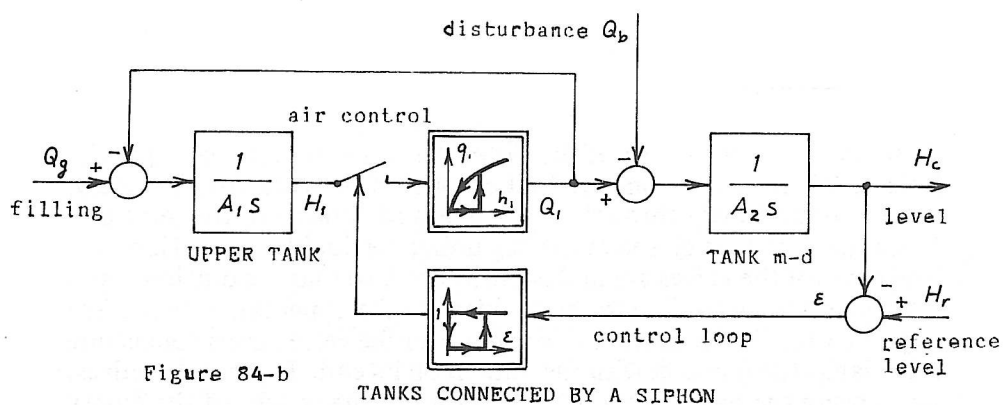 disturbance Q_b
air control
Q_g
filling
+
-
1
A₁s
H₁
UPPER TANK
q₁
h₁
Q₁
-
+
1
A₂s
TANK m-d
H_c
level
1
ε
ε
control loop
-
+
H_r
reference
level
Figure 84-b
TANKS CONNECTED BY A SIPHON